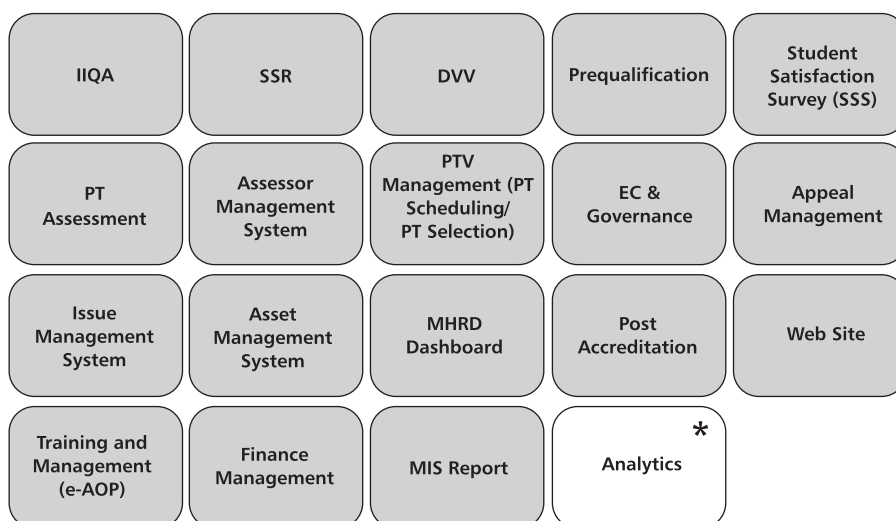 IIQA
SSR
DVV
Prequalification
Student
Satisfaction
Survey (SSS)
PT
Assessment
Assessor
Management
System
PTV
Management (PT
Scheduling/
PT Selection)
EC &
Governance
Appeal
Management
Issue
Management
System
Asset
Management
System
MHRD
Dashboard
Post
Accreditation
Web Site
Training and
Management
(e-AOP)
Finance
Management
MIS Report
*
Analytics